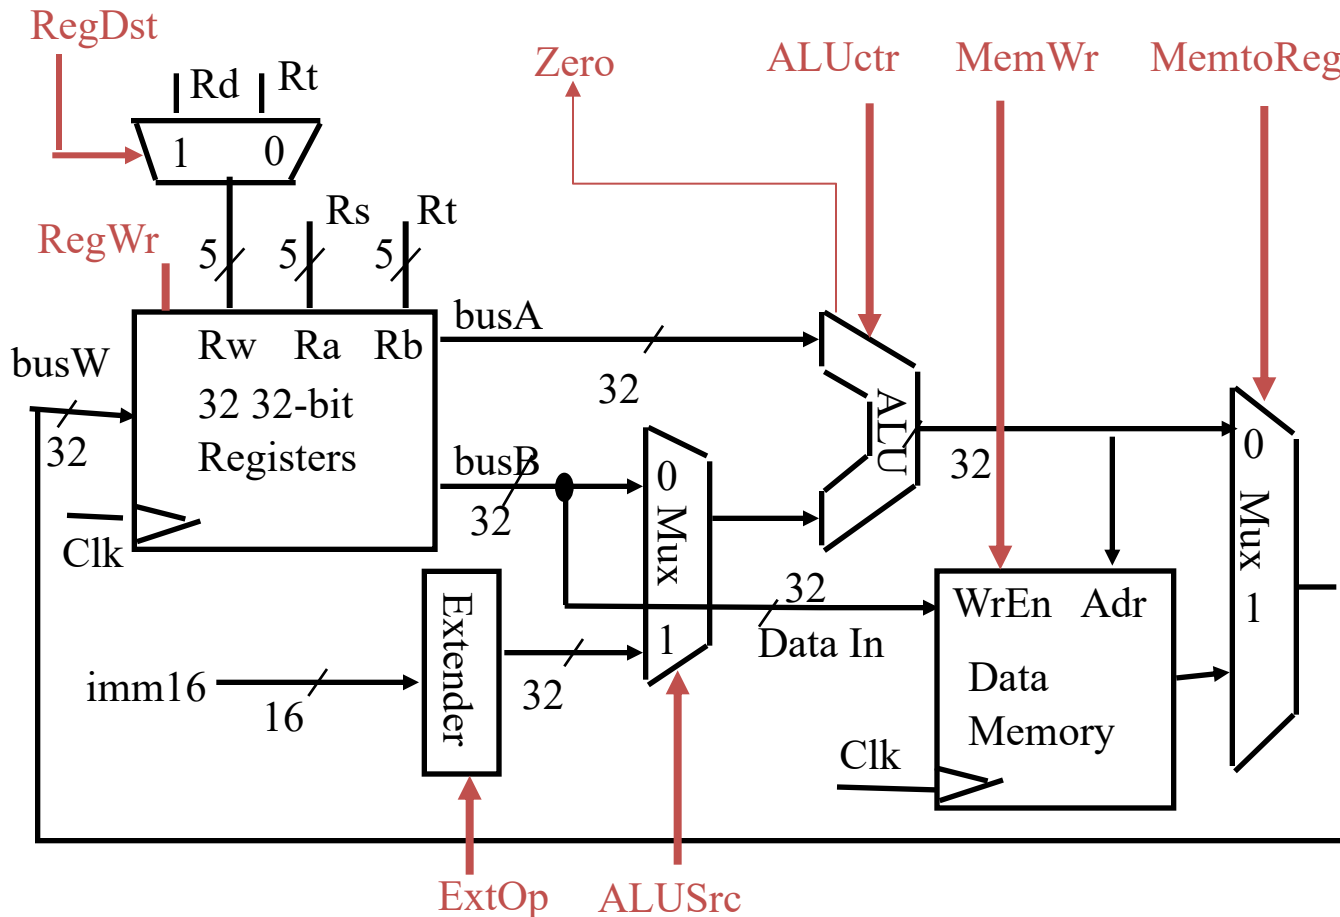 RegDst
Zero
ALUctr
MemWr
MemtoReg
Rd
Rt
1
0
RegWr
Rs
Rt
5
5
5
busW
Rw
Ra
Rb
busA
32
32
32 32-bit
Registers
busB
32
Clk
ALU
32
0
Mux
1
0
Mux
1
Extender
imm16
16
32
32
Data In
WrEn
Adr
Data
Memory
Clk
ExtOp
ALUSrc